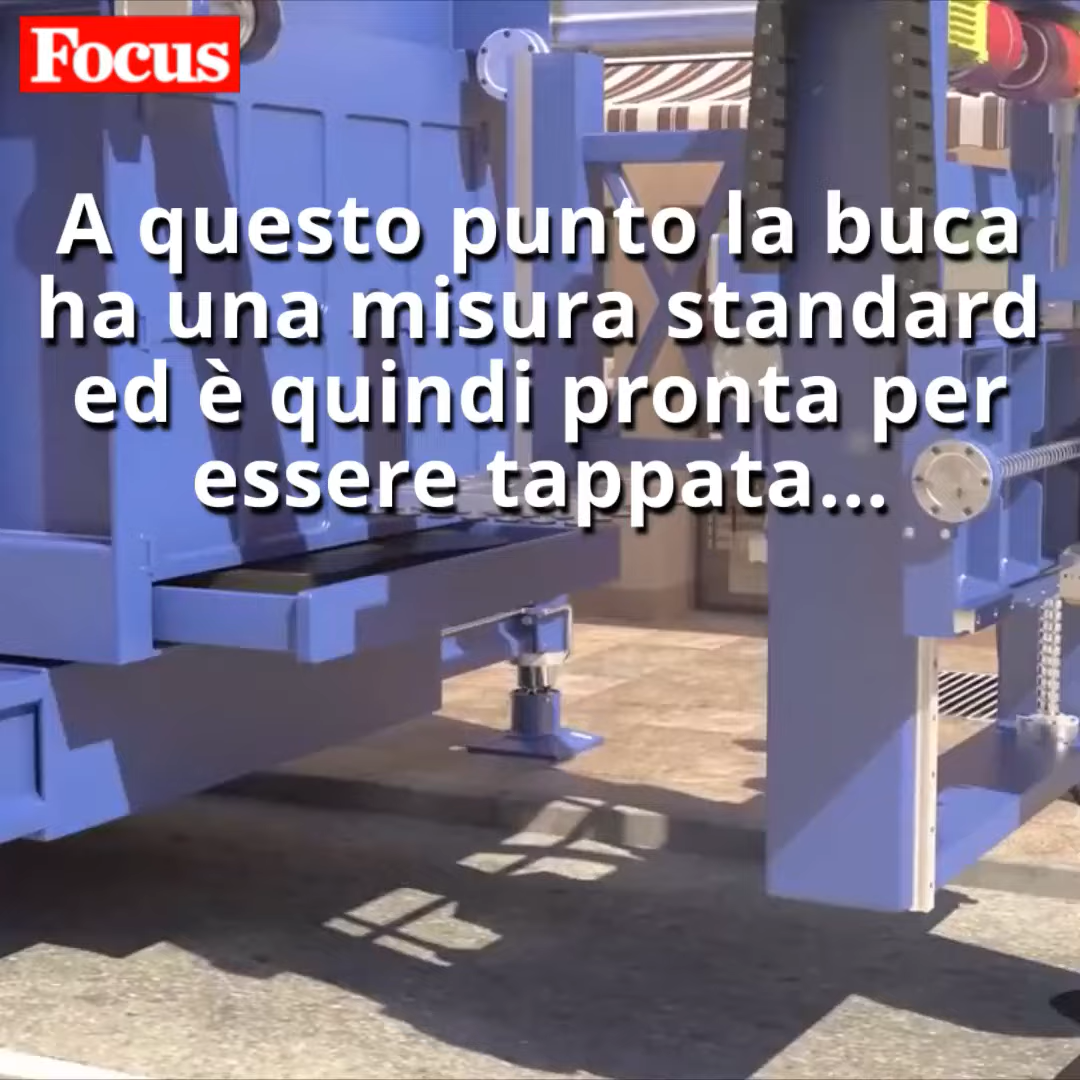 Focus
A questo punto la buca
ha una misura standard
ed è quindi pronta per
essere tappata...